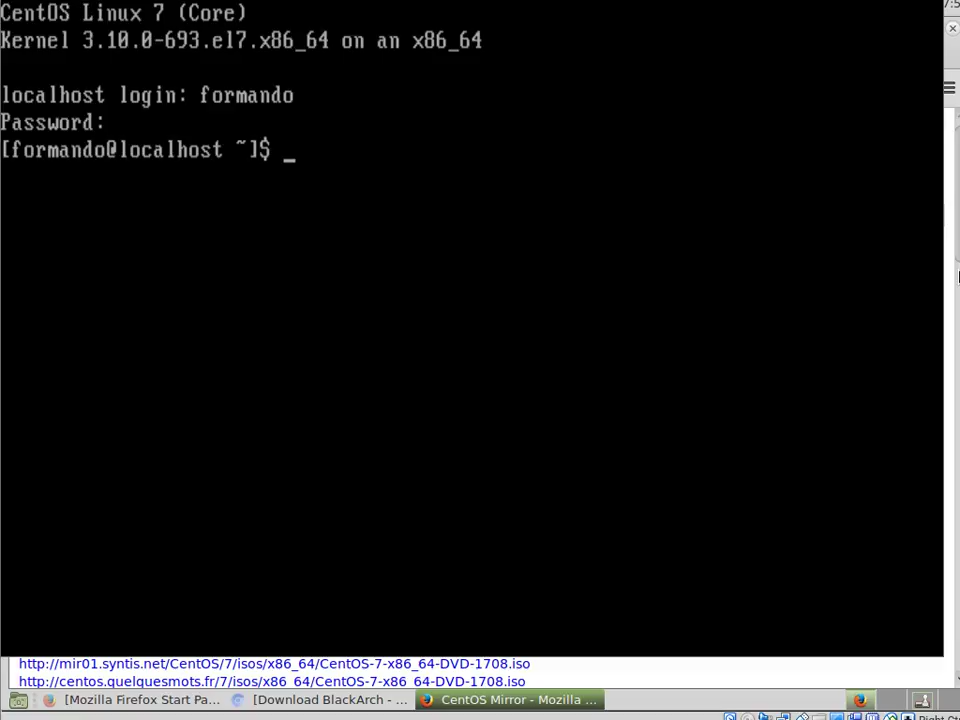 CentOS Linux 7 (Core)
Kernel 3.10.0-693.el7.x86_64 on an x86_64
localhost login: formando
Password:
[formando@localhost ~]$ _
http://mir01.syntis.net/CentOS/7/isos/x86_64/CentOS-7-x86_64-DVD-1708.iso
http://centos.quelquesmots.fr/7/isos/x86_64/CentOS-7-x86_64-DVD-1708.iso
[Mozilla Firefox Start Pa...
[Download BlackArch - ...
CentOS Mirror - Mozilla ...